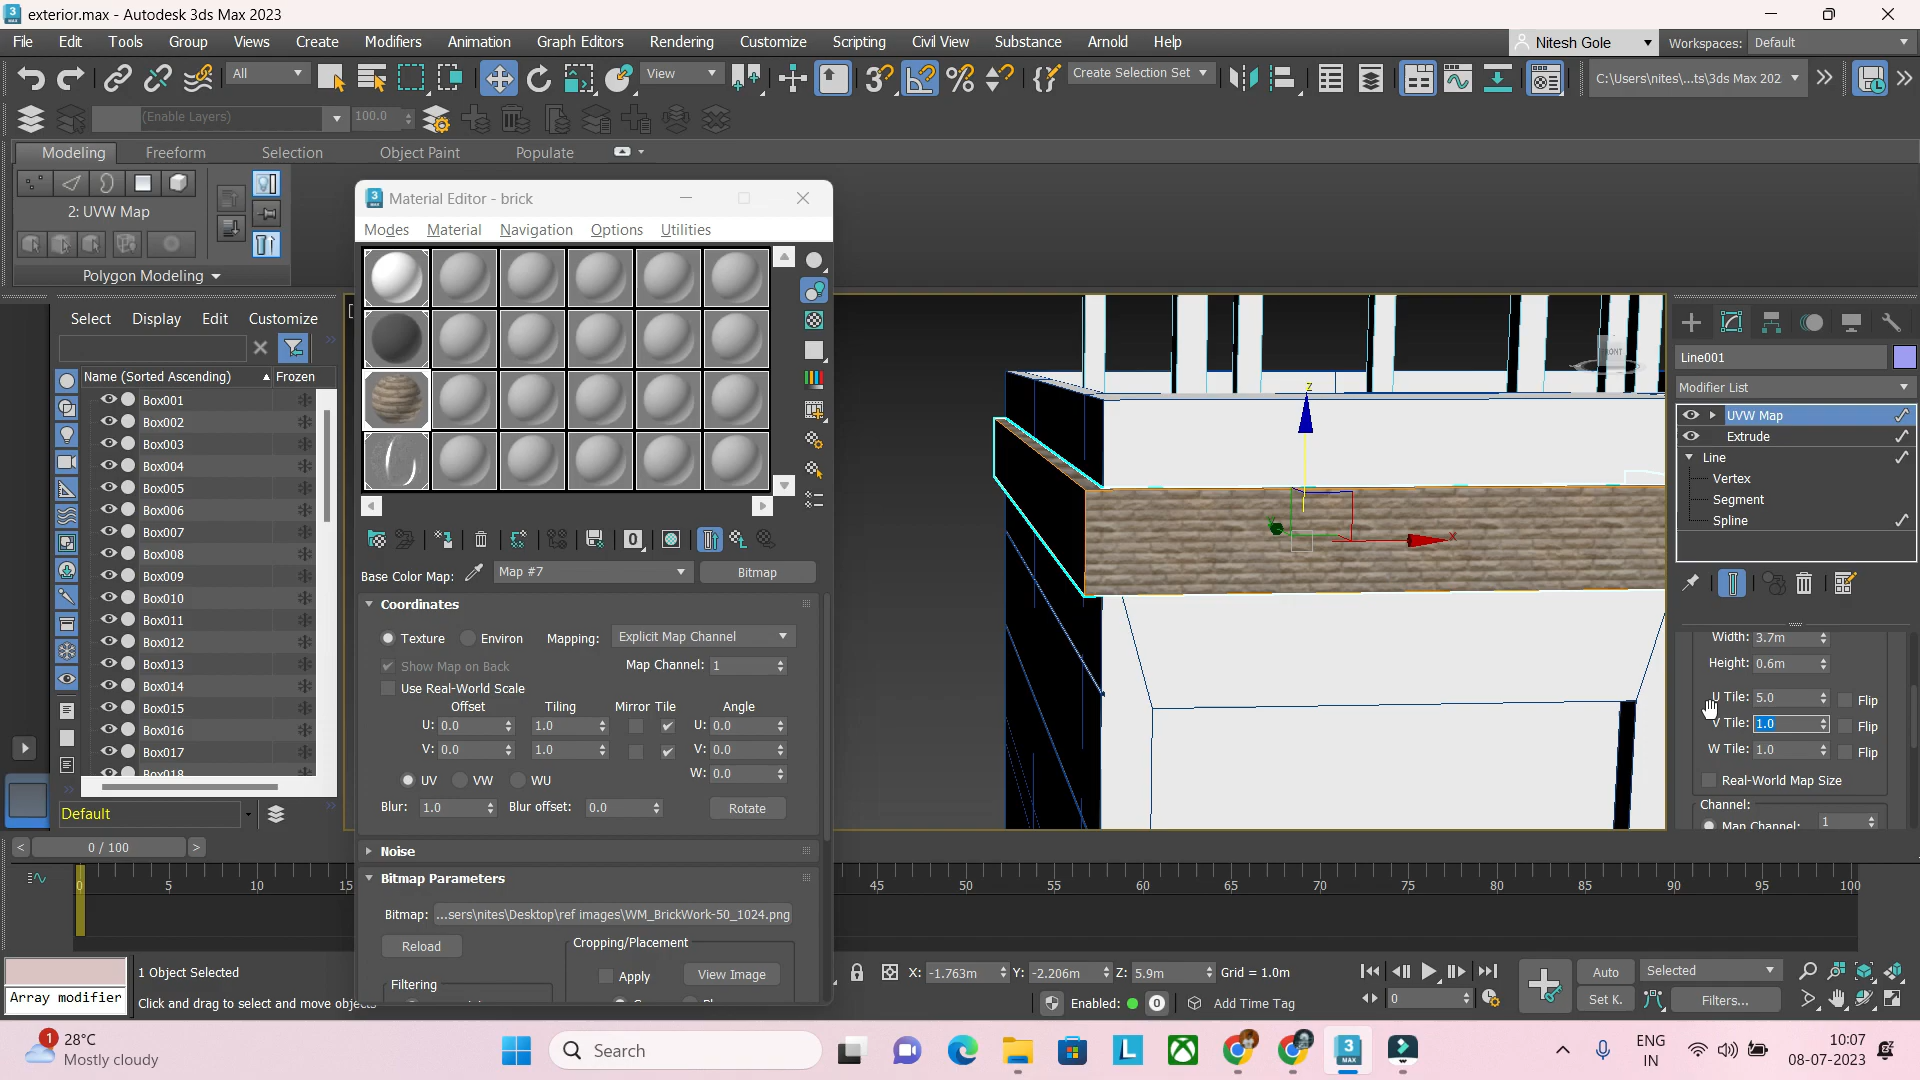 exterior.max - Autodesk 3ds Max 2023
File Edit Tools Group Views Create Modifiers Animation Graph Editors Rendering Customize Scripting Civil View Substance Arnold Help
Nitesh Gole Workspaces: Default
All View Create Selection Set C:\Users\nites\...ts\3ds Max 202
(Enable Layers) 100.0
Modeling Freeform Selection Object Paint Populate
2: UVW Map
Polygon Modeling
Material Editor - brick
Modes Material Navigation Options Utilities
Select Display Edit Customize
Name (Sorted Ascending) Frozen
Box001
Box002
Box003
Box004
Box005
Box006
Box007
Box008
Box009
Box010
Box011
Box012
Box013
Box014
Box015
Box016
Box017
Box018
Default
Base Color Map: Map #7 Bitmap
Coordinates
Texture Environ Mapping: Explicit Map Channel
Show Map on Back Map Channel: 1
Use Real-World Scale
Offset Tiling Mirror Tile Angle
U: 0.0 1.0 U: 0.0
V: 0.0 1.0 V: 0.0
W: 0.0
UV VW WU
Blur: 1.0 Blur offset: 0.0 Rotate
Noise
Bitmap Parameters
Bitmap: ...sers\nites\Desktop\ref images\WM_BrickWork-50_1024.png
Reload Cropping/Placement
Apply View Image
Filtering
FRONT
z
x
Line001
Modifier List
UVW Map
Extrude
Line
Vertex
Segment
Spline
Width: 3.7m
Height: 0.6m
U Tile: 5.0 Flip
V Tile: 1.0 Flip
W Tile: 1.0 Flip
Real-World Map Size
Channel:
Map Channel: 1
< 0 / 100 >
0 5 10 15 45 50 55 60 65 70 75 80 85 90 95 100
1 Object Selected
Array modifier Click and drag to select and move objects
X: -1.763m Y: -2.206m Z: 5.9m Grid = 1.0m
Enabled: Add Time Tag
0
Auto Selected
Set K. Filters...
28°C
Mostly cloudy
Search
ENG
IN
10:07
08-07-2023